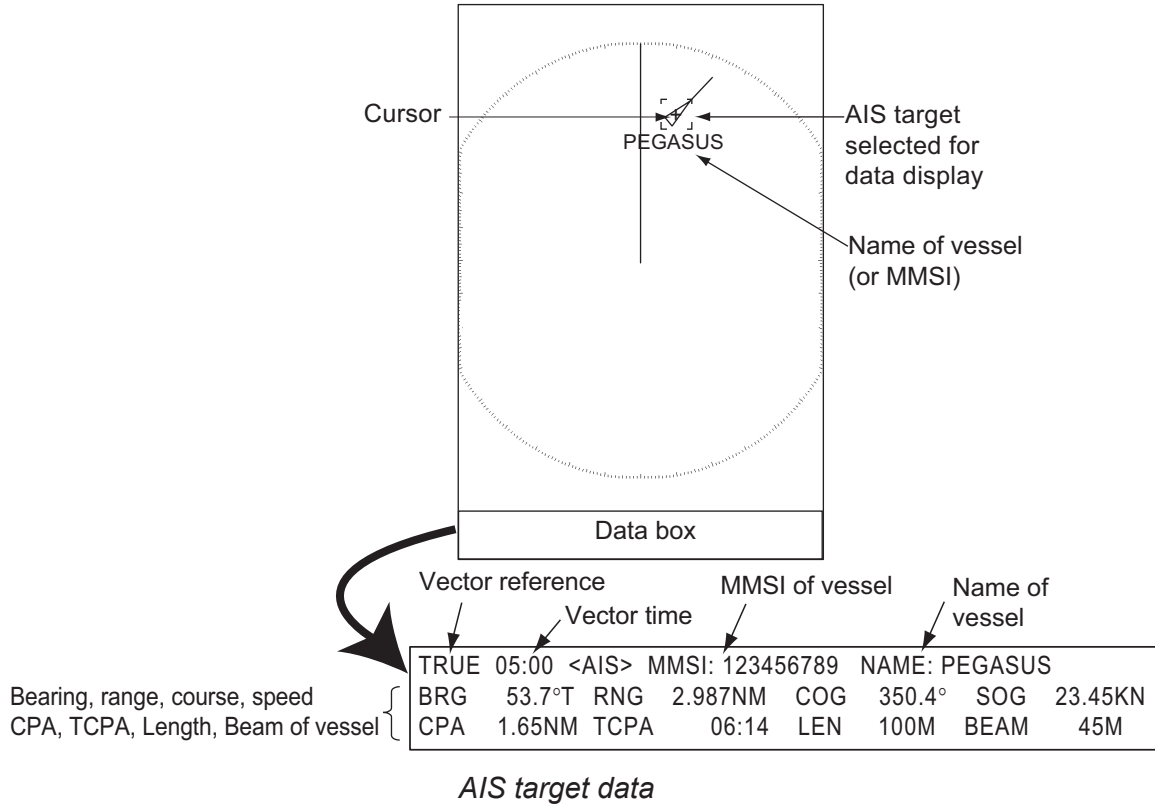 Cursor
PEGASUS
AIS target
selected for
data display
Name of vessel
(or MMSI)
Data box
Vector reference
Vector time
MMSI of vessel
Name of
vessel
TRUE 05:00 <AIS> MMSI: 123456789 NAME: PEGASUS
Bearing, range, course, speed
BRG 53.7°T RNG 2.987NM COG 350.4° SOG 23.45KN
CPA, TCPA, Length, Beam of vessel
CPA 1.65NM TCPA 06:14 LEN 100M BEAM 45M
AIS target data